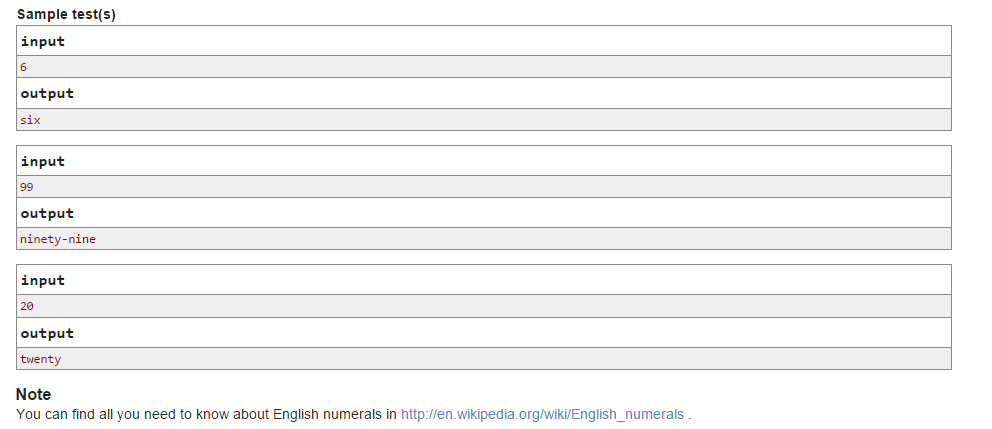 Sample test(s)
input
6
output
six
input
99
output
ninety-nine
input
20
output
twenty
Note
You can find all you need to know about English numerals in http://en.wikipedia.org/wiki/English_numerals .